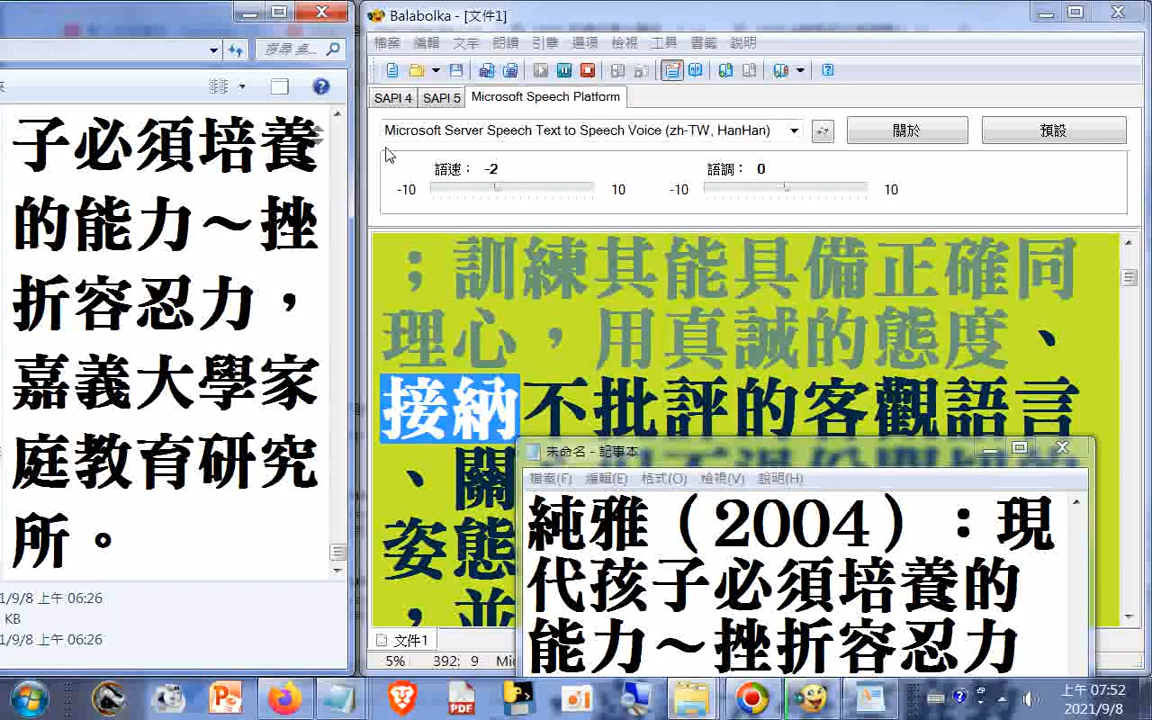 搜尋 桌...
子必須培養
的能力～挫
折容忍力，
嘉義大學家
庭教育研究
所。
1/9/8 上午 06:26
KB
1/9/8 上午 06:26
Balabolka - [文件1]
檔案 編輯 文字 朗讀 引擎 選項 檢視 工具 書籤 說明
SAPI 4 SAPI 5 Microsoft Speech Platform
Microsoft Server Speech Text to Speech Voice (zh-TW, HanHan)
關於 預設
語速： -2 語調： 0
-10 10 -10 10
；訓練其能具備正確同
理心，用真誠的態度、
接納不批評的客觀語言
、關
姿態
，並
文件1
5% 392: 9
未命名 - 記事本
檔案(F) 編輯(E) 格式(O) 檢視(V) 說明(H)
純雅（2004）：現
代孩子必須培養的
能力～挫折容忍力
PDF
上午 07:52
2021/9/8